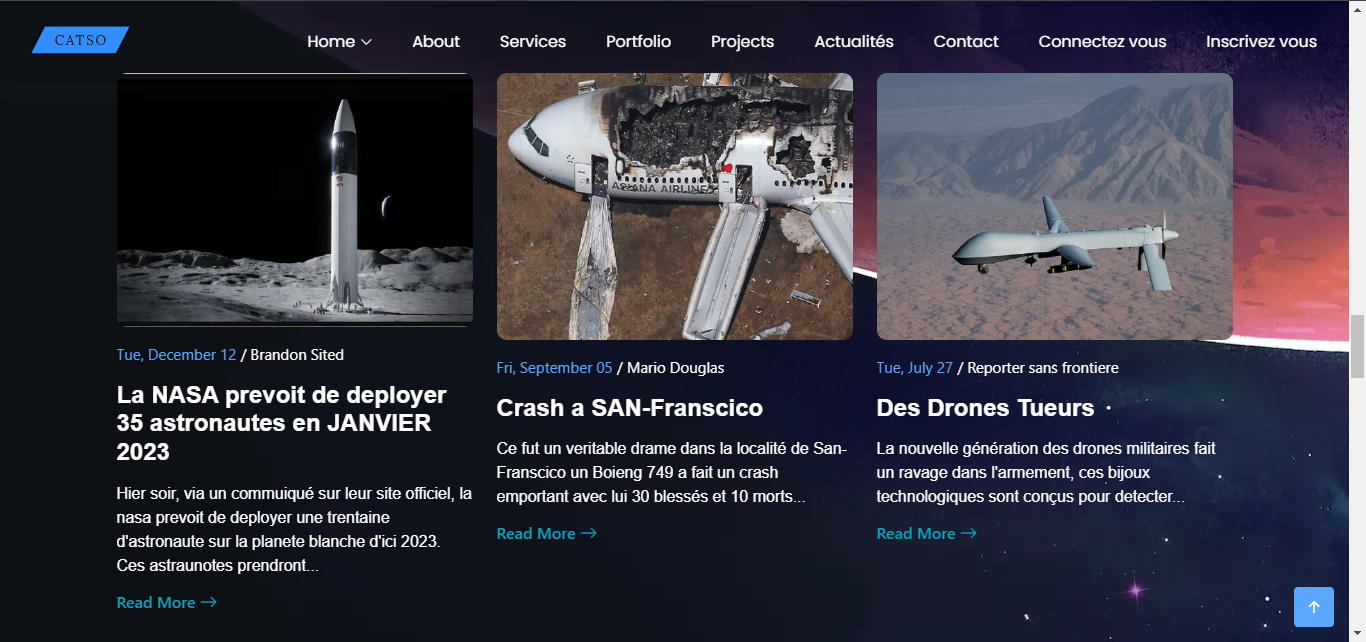 CATSO
Home
About
Services
Portfolio
Projects
Actualités
Contact
Connectez vous
Inscrivez vous
ASIANA AIRLINES
Tue, December 12 / Brandon Sited
La NASA prevoit de deployer
35 astronautes en JANVIER
2023
Hier soir, via un commuiqué sur leur site officiel, la
nasa prevoit de deployer une trentaine
d'astronaute sur la planete blanche d'ici 2023.
Ces astraunotes prendront...
Read More
Fri, September 05 / Mario Douglas
Crash a SAN-Franscico
Ce fut un veritable drame dans la localité de San-
Franscico un Boieng 749 a fait un crash
emportant avec lui 30 blessés et 10 morts...
Read More
Tue, July 27 / Reporter sans frontiere
Des Drones Tueurs
La nouvelle génération des drones militaires fait
un ravage dans l'armement, ces bijoux
technologiques sont conçus pour detecter...
Read More